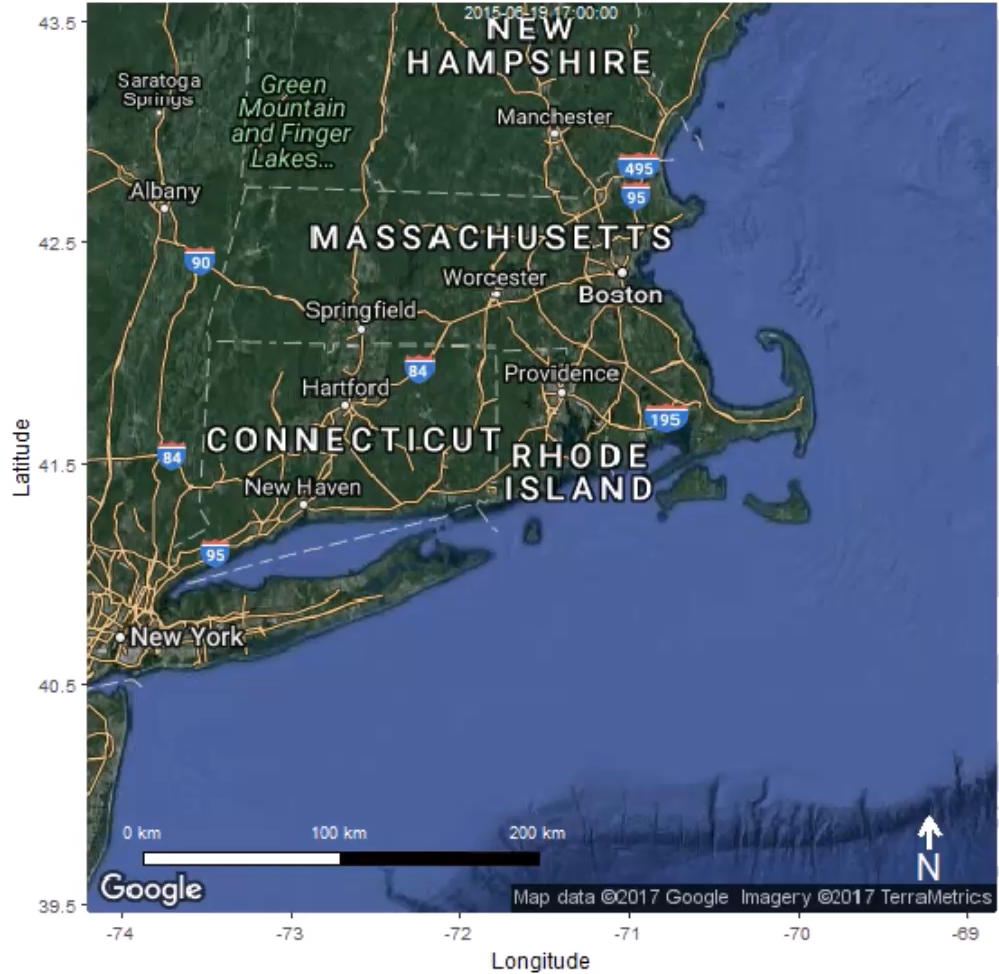 2015-06-19 17:00:00
43.5
NEW
HAMPSHIRE
Saratoga
Springs
Green
Mountain
and Finger
Lakes...
Manchester
495
Albany
95
42.5
MASSACHUSETTS
90
Worcester
Boston
Springfield
84
Providence
Hartford
195
CONNECTICUT
RHODE
ISLAND
84
41.5
Latitude
New Haven
95
New York
40.5
0 km
100 km
200 km
N
Google
Map data ©2017 Google Imagery ©2017 TerraMetrics
39.5
-74
-73
-72
-71
-70
-69
Longitude